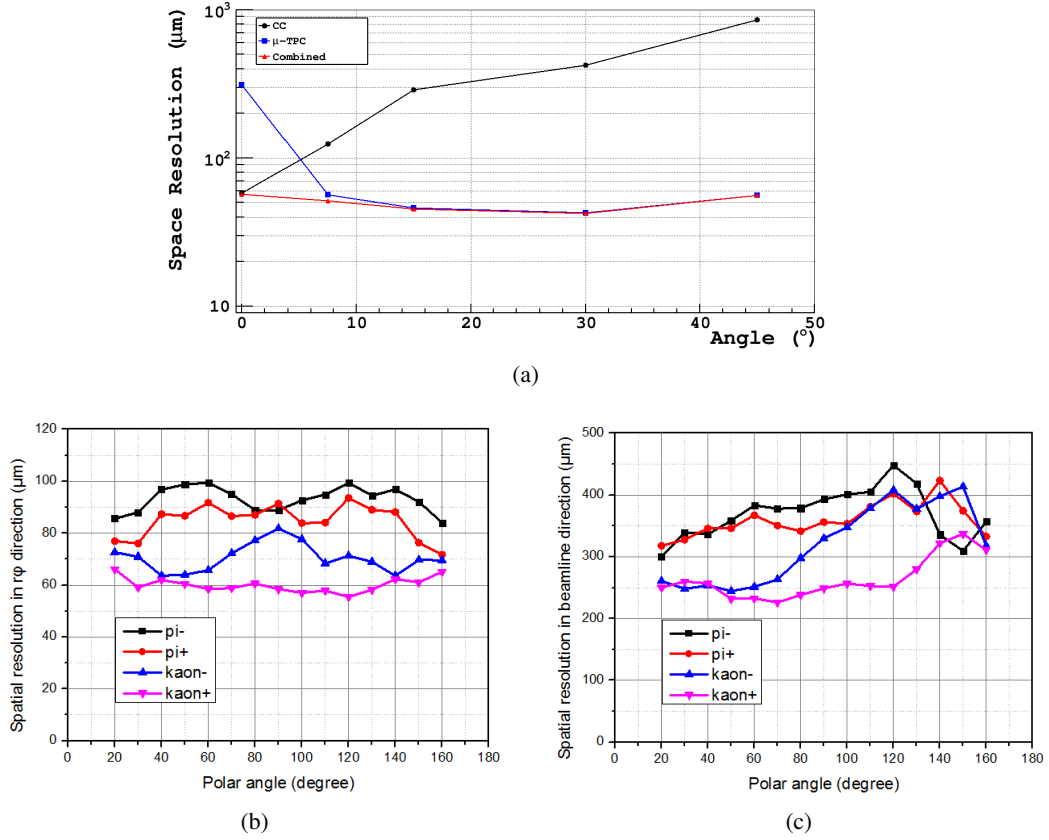 Space Resolution (μm)
10³
10²
10
CC
μ-TPC
Combined
0 10 20 30 40 50
Angle (°)
(a)
Spatial resolution in rφ direction (μm)
120
100
80
60
40
20
0
pi-
pi+
kaon-
kaon+
0 20 40 60 80 100 120 140 160 180
Polar angle (degree)
(b)
Spatial resolution in beamline direction (μm)
500
400
300
200
100
0
pi-
pi+
kaon-
kaon+
0 20 40 60 80 100 120 140 160 180
Polar angle (degree)
(c)